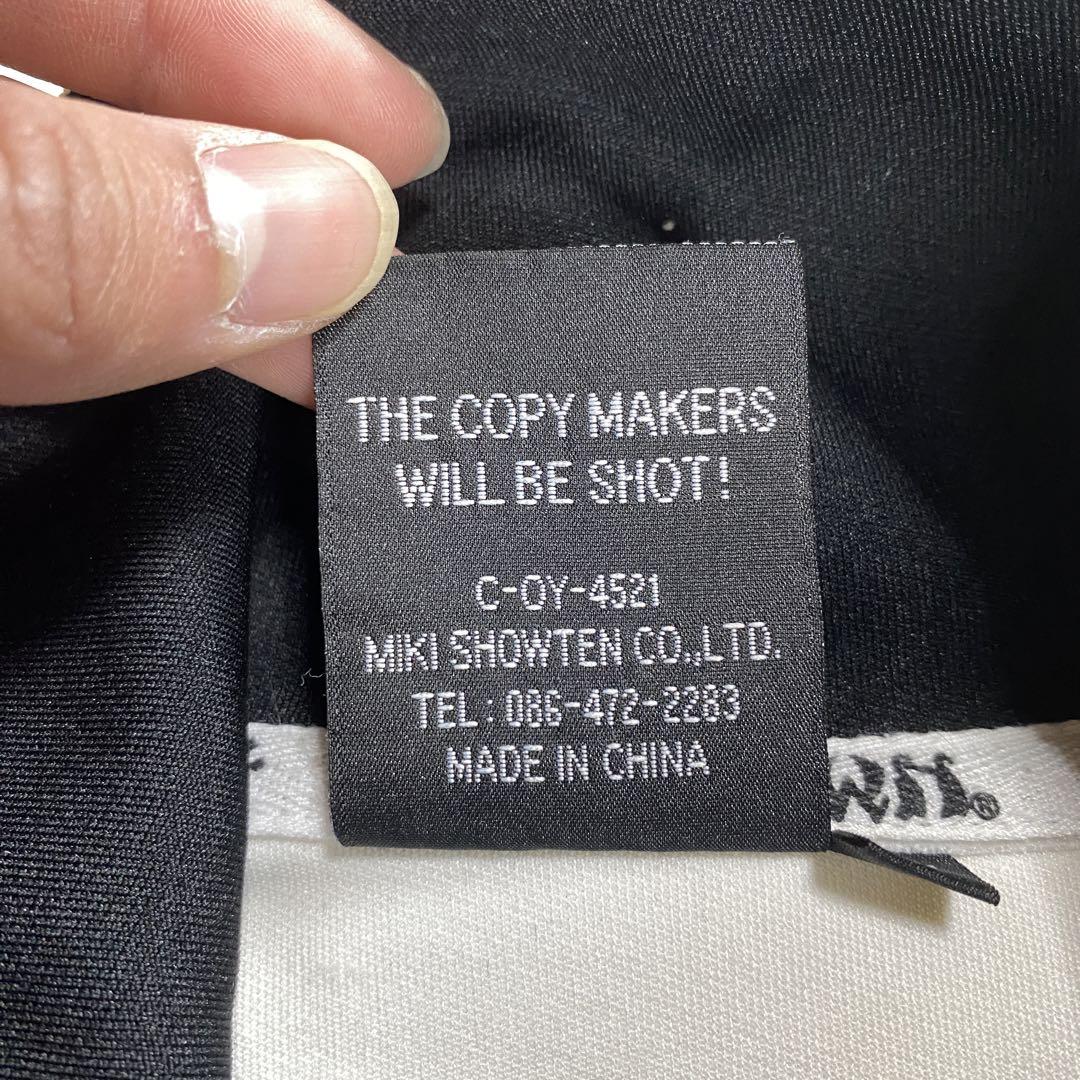 THE COPY MAKERS
WILL BE SHOT!
C-OY-4521
MIKI SHOWTEN CO.,LTD.
TEL:086-472-2283
MADE IN CHINA